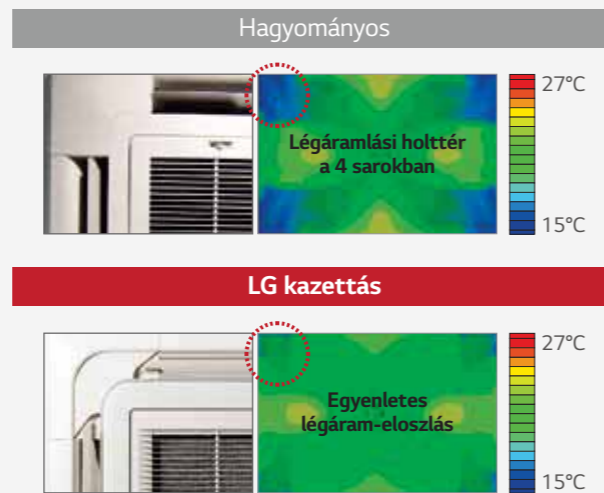 Hagyományos
27°C
Légáramlási holttér
a 4 sarokban
15°C
LG kazettás
27°C
Egyenletes
légáram-eloszlás
15°C